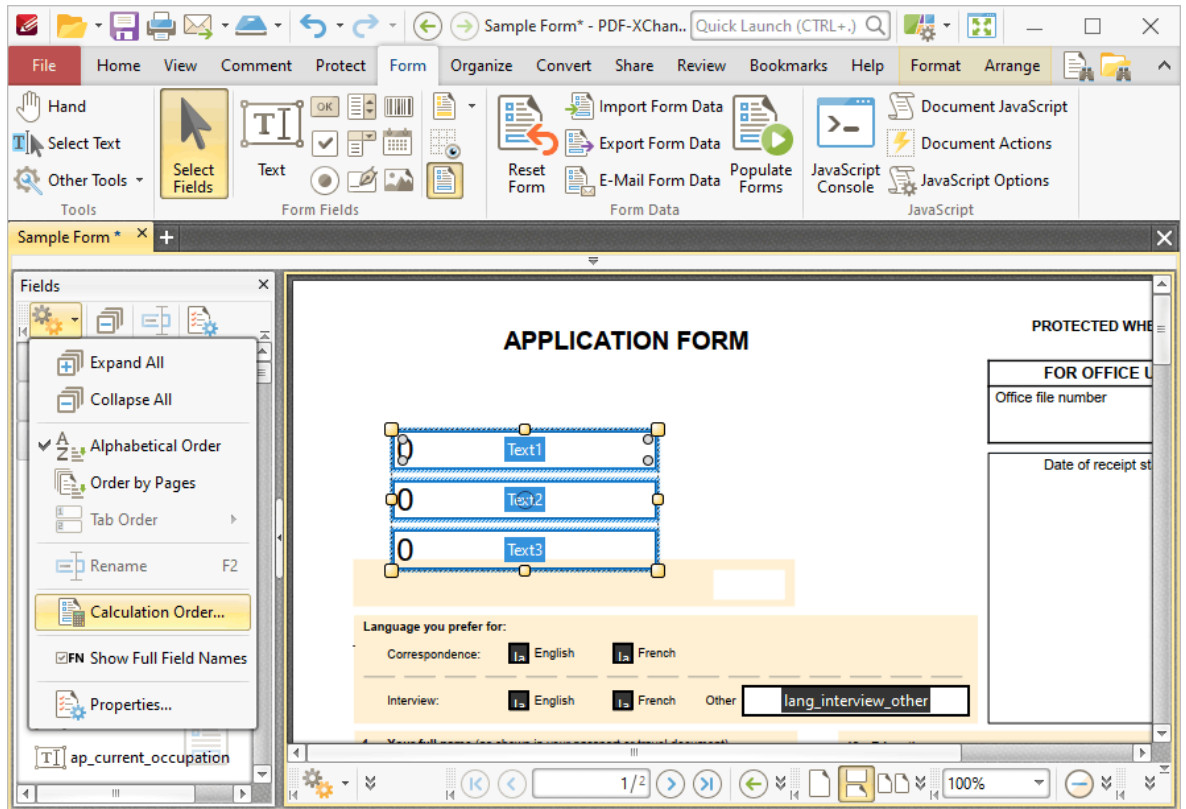 Sample Form* - PDF-XChan..
Quick Launch (CTRL+.)
File Home View Comment Protect Form Organize Convert Share Review Bookmarks Help Format Arrange
Hand
Select Text
Other Tools
Tools
Select Fields
Text
OK
Form Fields
Reset Form
Import Form Data
Export Form Data
E-Mail Form Data
Populate Forms
Form Data
JavaScript Console
Document JavaScript
Document Actions
JavaScript Options
JavaScript
Sample Form *
Fields
Expand All
Collapse All
Alphabetical Order
Order by Pages
Tab Order
Rename F2
Calculation Order...
FN Show Full Field Names
Properties...
ap_current_occupation
APPLICATION FORM
PROTECTED WHE
FOR OFFICE U
Office file number
Date of receipt st
0 Text1
0 Text2
0 Text3
Language you prefer for:
Correspondence: la English la French
Interview: la English la French Other lang_interview_other
1/2
100%